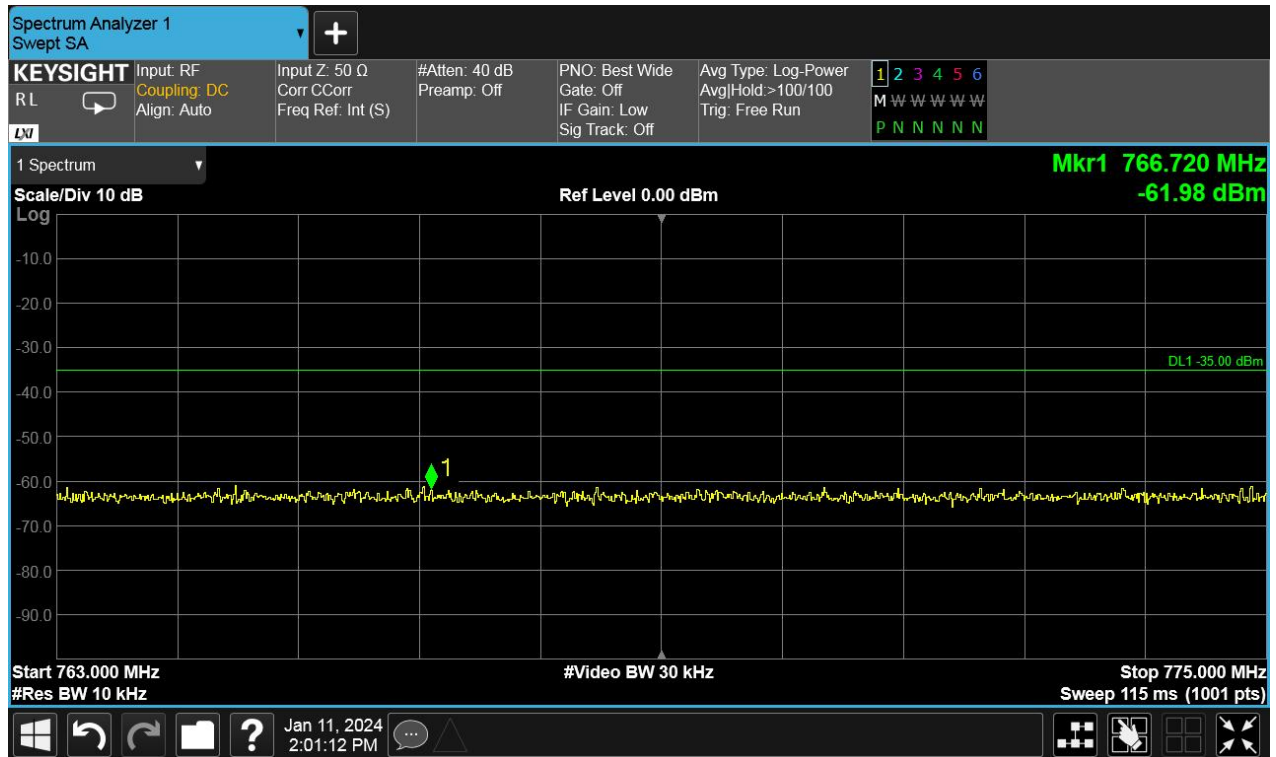 Spectrum Analyzer 1
Swept SA
KEYSIGHT
RL
LXI
Input: RF
Coupling: DC
Align: Auto
Input Z: 50 Ω
Corr CCorr
Freq Ref: Int (S)
#Atten: 40 dB
Preamp: Off
PNO: Best Wide
Gate: Off
IF Gain: Low
Sig Track: Off
Avg Type: Log-Power
Avg|Hold:>100/100
Trig: Free Run
1 2 3 4 5 6
M W W W W W
P N N N N N
1 Spectrum
Mkr1 766.720 MHz
-61.98 dBm
Scale/Div 10 dB
Ref Level 0.00 dBm
Log
-10.0
-20.0
-30.0
DL1 -35.00 dBm
-40.0
-50.0
1
-60.0
-70.0
-80.0
-90.0
Start 763.000 MHz
#Video BW 30 kHz
Stop 775.000 MHz
#Res BW 10 kHz
Sweep 115 ms (1001 pts)
?
Jan 11, 2024
2:01:12 PM